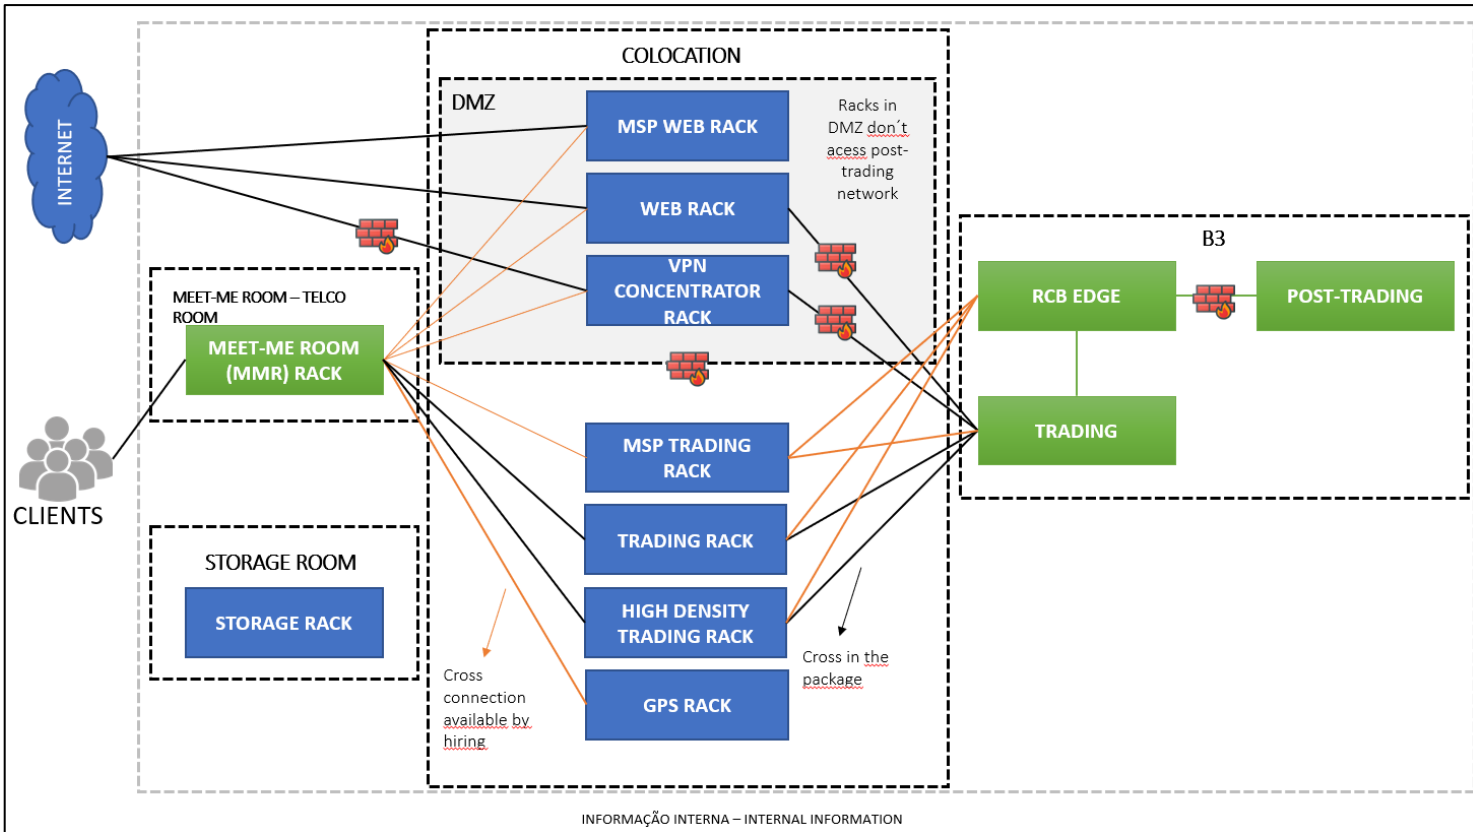 COLOCATION
DMZ
MSP WEB RACK
Racks in
DMZ don´t
acess post-
trading
network
INTERNET
WEB RACK
VPN
CONCENTRATOR
RACK
B3
RCB EDGE
POST-TRADING
TRADING
MEET-ME ROOM – TELCO
ROOM
MEET-ME ROOM
(MMR) RACK
CLIENTS
MSP TRADING
RACK
TRADING RACK
STORAGE ROOM
STORAGE RACK
HIGH DENSITY
TRADING RACK
GPS RACK
Cross
connection
available by
hiring
Cross in the
package
INFORMAÇÃO INTERNA – INTERNAL INFORMATION